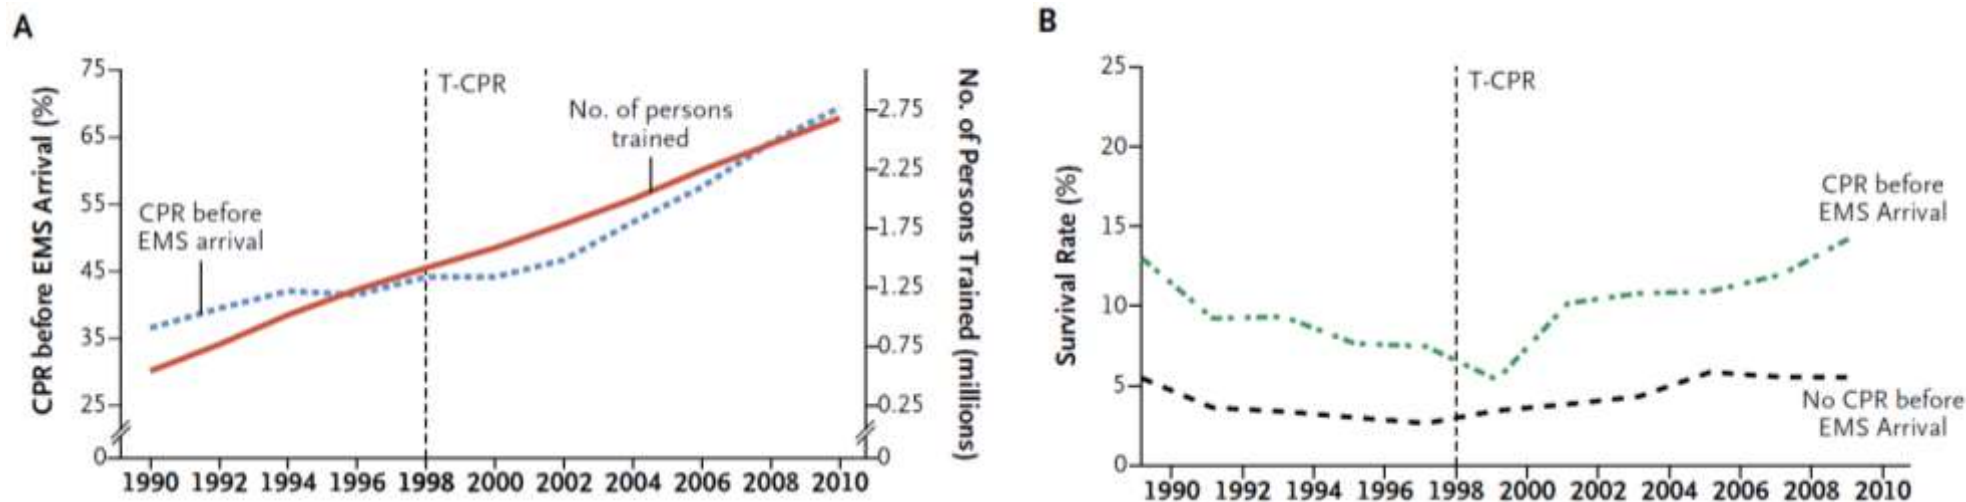 A
CPR before EMS Arrival (%)
75
65
55
45
35
25
0
T-CPR
No. of persons
trained
CPR before
EMS arrival
2.75
2.25
1.75
1.25
0.75
0.25
0
No. of Persons Trained (millions)
1990 1992 1994 1996 1998 2000 2002 2004 2006 2008 2010
B
Survival Rate (%)
25
20
15
10
5
0
T-CPR
CPR before
EMS Arrival
No CPR before
EMS Arrival
1990 1992 1994 1996 1998 2000 2002 2004 2006 2008 2010